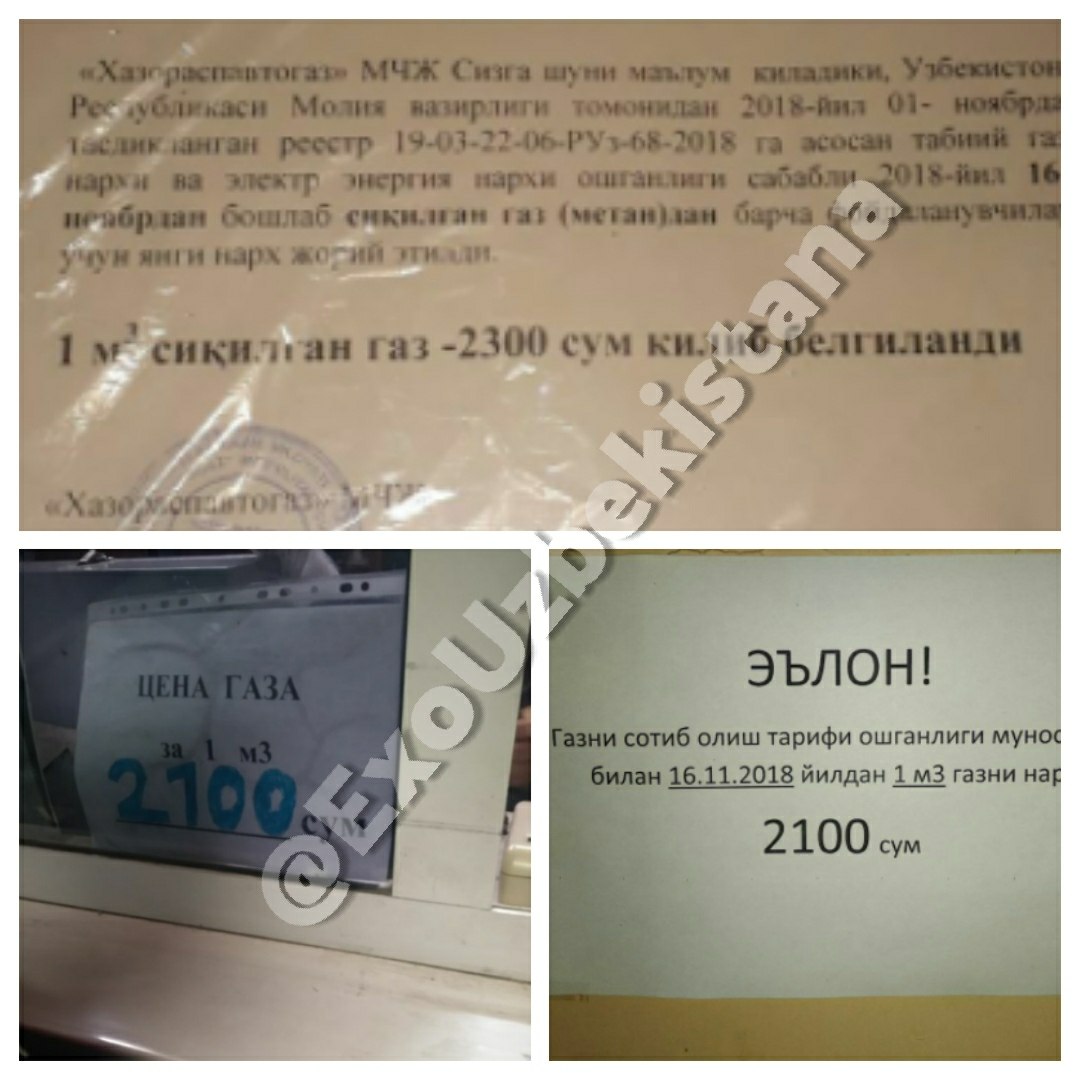 «Хазораспавтогаз» МЧЖ Сизга шуни маълум киладики, Узбекистон
Республикаси Молия вазирлиги томонидан 2018-йил 01- ноябрда
тасдикланган реестр 19-03-22-06-РУз-68-2018 га асосан табиий газ
нархи ва электр энергия нархи ошганлиги сабабли 2018-йил 16-
ноябрдан бошлаб сиқилган газ (метан)дан барча фойдаланувчилар
учун янги нарх жорий этилди.
1 м³ сиқилган газ -2300 сум килиб белгиланди
«Хазораспавтогаз» МЧЖ
ЦЕНА ГАЗА
за 1 м3
2100 сум
ЭЪЛОН!
Газни сотиб олиш тарифи ошганлиги мунос
билан 16.11.2018 йилдан 1 м3 газни нар
2100 сум
@ExoUzbekistana